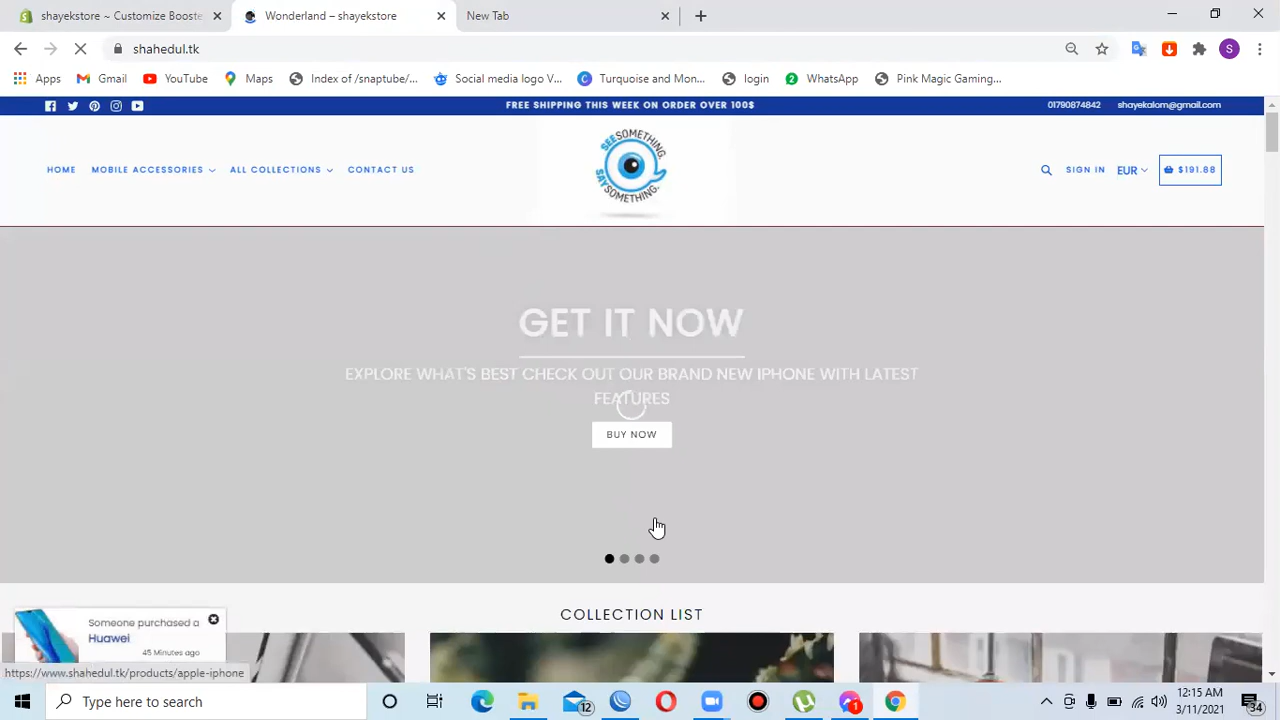 shayekstore ~ Customize Booste
Wonderland – shayekstore
New Tab
shahedul.tk
S
Apps
Gmail
YouTube
Maps
Index of /snaptube/...
Social media logo V...
Turquoise and Mon...
login
WhatsApp
Pink Magic Gaming...
FREE SHIPPING THIS WEEK ON ORDER OVER 100$
01790874842
shayekalom@gmail.com
HOME
MOBILE ACCESSORIES
ALL COLLECTIONS
CONTACT US
SEE SOMETHING.
SAY SOMETHING.
SIGN IN
EUR
$191.88
GET IT NOW
EXPLORE WHAT'S BEST CHECK OUT OUR BRAND NEW IPHONE WITH LATEST
FEATURES
BUY NOW
COLLECTION LIST
Someone purchased a
Huawei
45 Minutes ago
https://www.shahedul.tk/products/apple-iphone
Type here to search
12
1
12:15 AM
3/11/2021
34